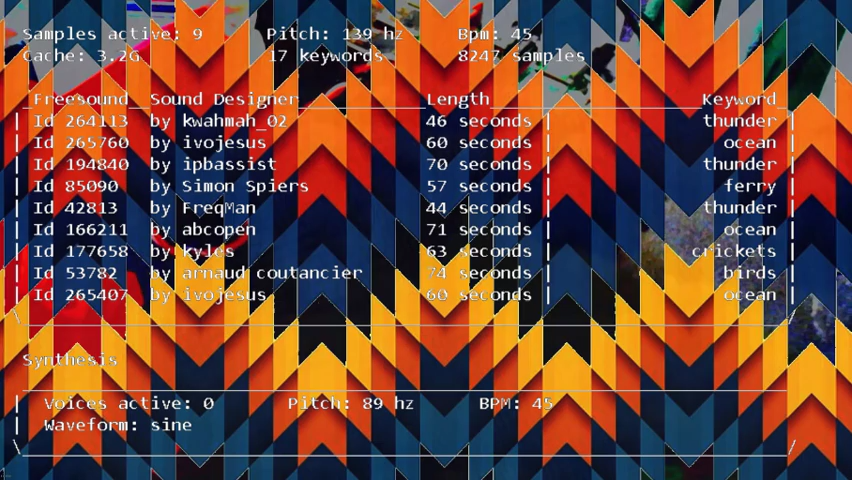 Samples active: 9 Pitch: 139 hz Bpm: 45
Cache: 3.2G 17 keywords 8247 samples
Freesound Sound Designer Length Keyword
Id 264113 by kwahmah_02 46 seconds thunder
Id 265760 by ivojesus 60 seconds ocean
Id 194840 by ipbassist 70 seconds thunder
Id 85090 by Simon Spiers 57 seconds ferry
Id 42813 by FreqMan 44 seconds thunder
Id 166211 by abcopen 71 seconds ocean
Id 177658 by kyles 63 seconds crickets
Id 53782 by arnaud coutancier 74 seconds birds
Id 265407 by ivojesus 60 seconds ocean
Synthesis
Voices active: 0 Pitch: 89 hz BPM: 45
Waveform: sine